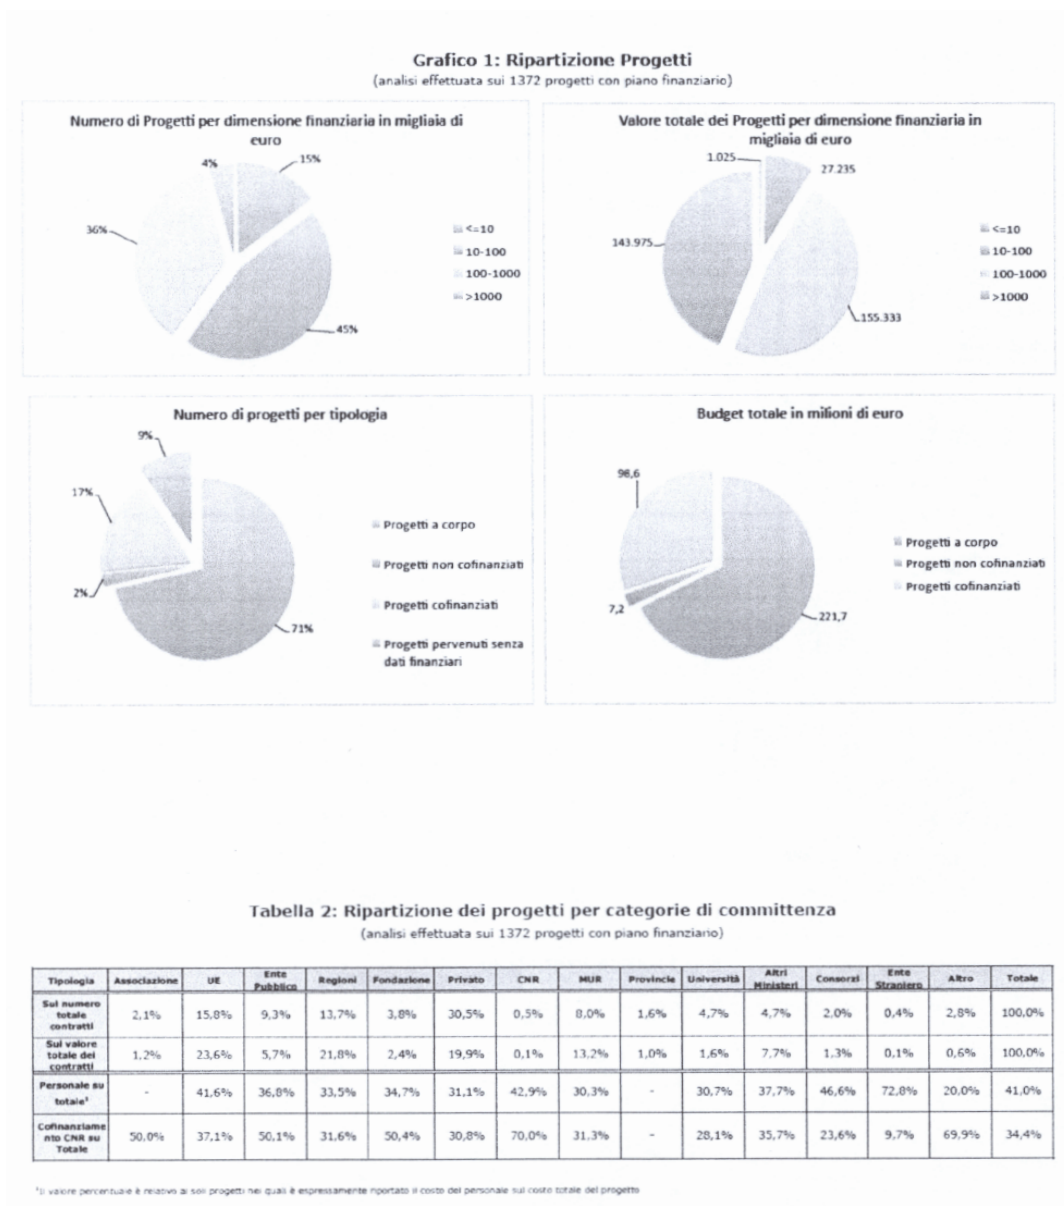 Grafico 1: Ripartizione Progetti
(analisi effettuata sui 1372 progetti con piano finanziario)
Numero di Progetti per dimensione finanziaria in migliaia di
euro
4%
15%
36%
45%
<=10
10-100
100-1000
>1000
Valore totale dei Progetti per dimensione finanziaria in
migliaia di euro
1.025
27.235
143.975
155.333
<=10
10-100
100-1000
>1000
Numero di progetti per tipologia
9%
17%
2%
71%
Progetti a corpo
Progetti non cofinanziati
Progetti cofinanziati
Progetti pervenuti senza
dati finanziari
Budget totale in milioni di euro
98,6
7,2
221,7
Progetti a corpo
Progetti non cofinanziati
Progetti cofinanziati
Tabella 2: Ripartizione dei progetti per categorie di committenza
(analisi effettuata sui 1372 progetti con piano finanziario)
Tipologia Associazione UE Ente Pubblico Regioni Fondazione Privato CNR MUR Provincie Università Altri Ministeri Consorzi Ente Straniero Altro Totale
Sul numero totale contratti 2,1% 15,8% 9,3% 13,7% 3,8% 30,5% 0,5% 8,0% 1,6% 4,7% 4,7% 2,0% 0,4% 2,8% 100,0%
Sul valore totale dei contratti 1,2% 23,6% 5,7% 21,8% 2,4% 19,9% 0,1% 13,2% 1,0% 1,6% 7,7% 1,3% 0,1% 0,6% 100,0%
Personale su totale¹ - 41,6% 36,8% 33,5% 34,7% 31,1% 42,9% 30,3% - 30,7% 37,7% 46,6% 72,8% 20,0% 41,0%
Cofinanziamento CNR su Totale 50,0% 37,1% 50,1% 31,6% 50,4% 30,8% 70,0% 31,3% - 28,1% 35,7% 23,6% 9,7% 69,9% 34,4%
¹Il valore percentuale è relativo ai soli progetti nei quali è espressamente riportato il costo del personale sul costo totale del progetto